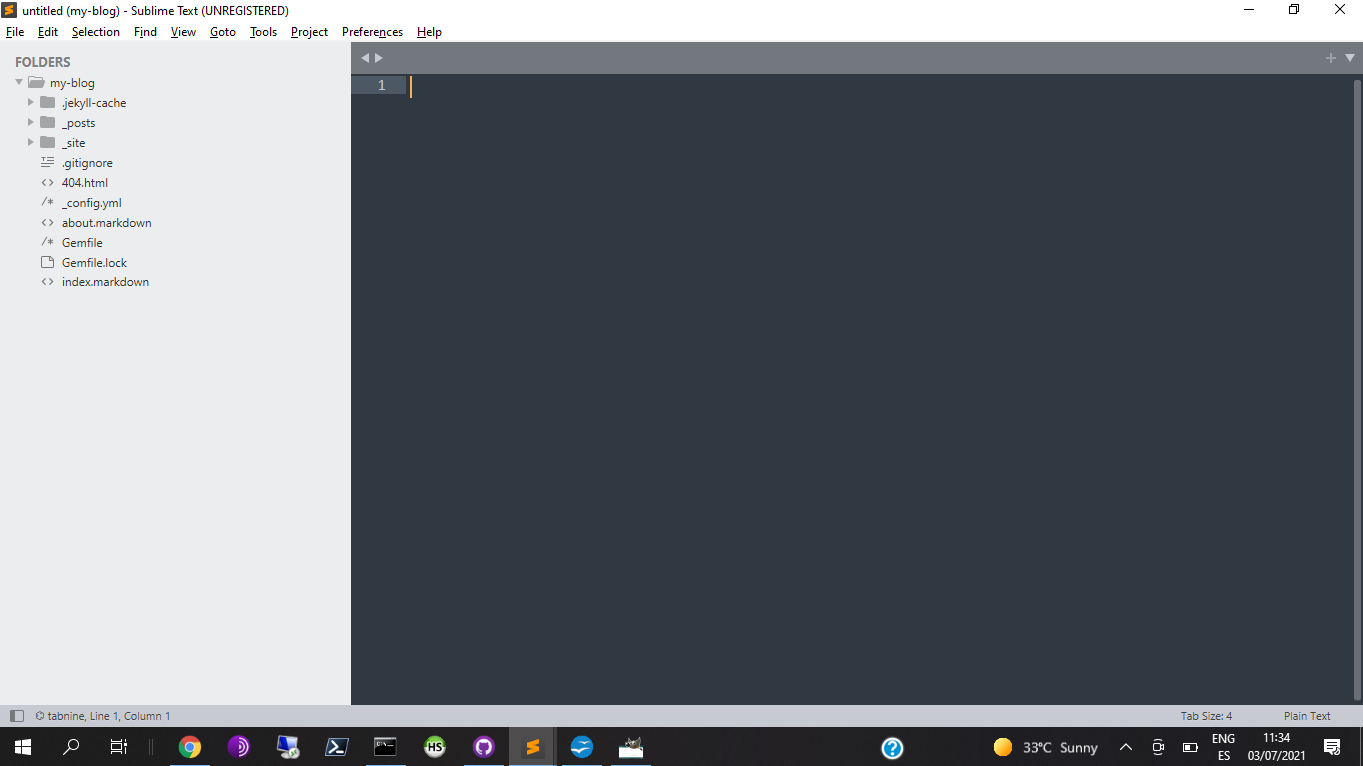 untitled (my-blog) - Sublime Text (UNREGISTERED)
File Edit Selection Find View Goto Tools Project Preferences Help
FOLDERS
my-blog
.jekyll-cache
_posts
_site
.gitignore
404.html
_config.yml
about.markdown
Gemfile
Gemfile.lock
index.markdown
1
tabnine, Line 1, Column 1
Tab Size: 4
Plain Text
HS
33°C Sunny
ENG
ES
11:34
03/07/2021